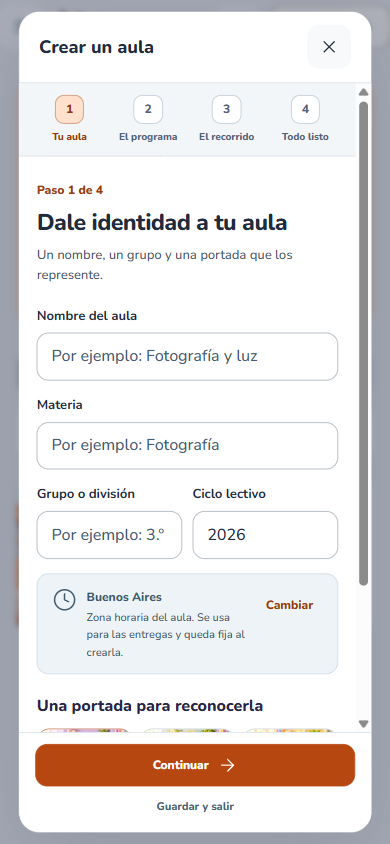 Crear un aula
1
2
3
4
Tu aula
El programa
El recorrido
Todo listo
Paso 1 de 4
Dale identidad a tu aula
Un nombre, un grupo y una portada que los
represente.
Nombre del aula
Por ejemplo: Fotografía y luz
Materia
Por ejemplo: Fotografía
Grupo o división
Ciclo lectivo
Por ejemplo: 3.º
2026
Buenos Aires
Zona horaria del aula. Se usa
para las entregas y queda fija al
crearla.
Cambiar
Una portada para reconocerla
Continuar
Guardar y salir